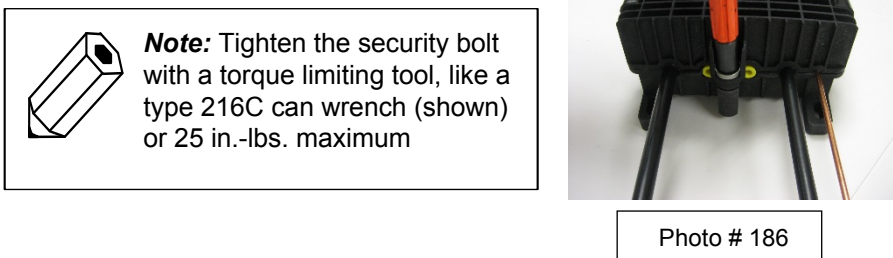 Note: Tighten the security bolt
with a torque limiting tool, like a
type 216C can wrench (shown)
or 25 in.-lbs. maximum
Photo # 186